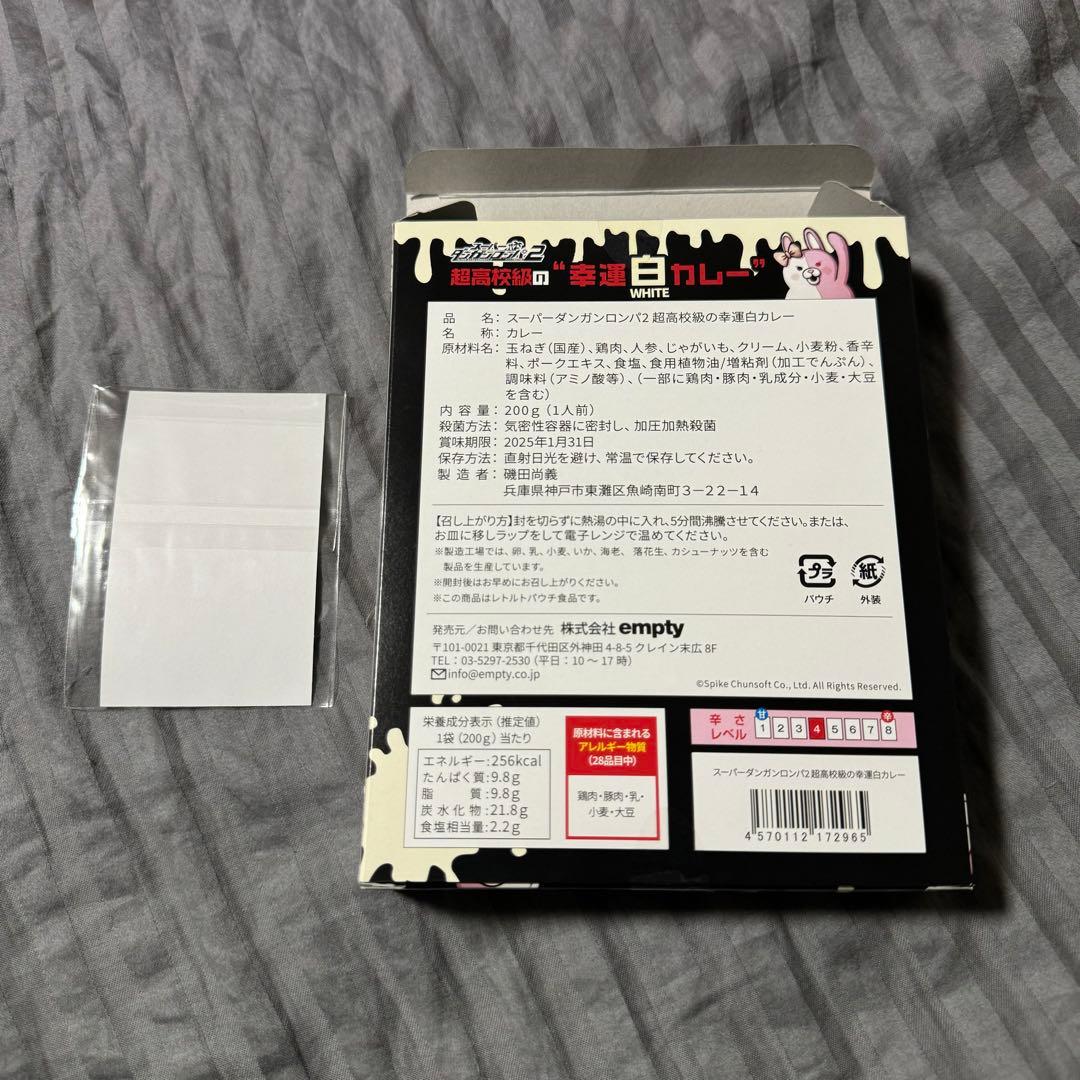 スーパーダンガンロンパ2
超高校級の“幸運白カレー”
WHITE
品名：スーパーダンガンロンパ2 超高校級の幸運白カレー
名称：カレー
原材料名：玉ねぎ（国産）、鶏肉、人参、じゃがいも、クリーム、小麦粉、香辛
料、ポークエキス、食塩、食用植物油/増粘剤（加工でんぷん）、
調味料（アミノ酸等）、（一部に鶏肉・豚肉・乳成分・小麦・大豆
を含む）
内容量：200g（1人前）
殺菌方法：気密性容器に密封し、加圧加熱殺菌
賞味期限：2025年1月31日
保存方法：直射日光を避け、常温で保存してください。
製造者：磯田尚義
兵庫県神戸市東灘区魚崎南町3－22－14
【召し上がり方】封を切らずに熱湯の中に入れ、5分間沸騰させてください。または、
お皿に移しラップをして電子レンジで温めてください。
※製造工場では、卵、乳、小麦、いか、海老、落花生、カシューナッツを含む
製品を生産しています。
※開封後はお早めにお召し上がりください。
※この商品はレトルトパウチ食品です。
プラ
パウチ
紙
外装
発売元／お問い合わせ先 株式会社empty
〒101-0021 東京都千代田区外神田 4-8-5 クレイン末広 8F
TEL：03-5297-2530（平日：10～17時）
info@empty.co.jp
©Spike Chunsoft Co., Ltd. All Rights Reserved.
栄養成分表示（推定値）
1袋（200g）当たり
エネルギー：256kcal
たんぱく質：9.8g
脂質：9.8g
炭水化物：21.8g
食塩相当量：2.2g
原材料に含まれる
アレルギー物質
（28品目中）
鶏肉・豚肉・乳・
小麦・大豆
辛さ
レベル
甘 1 2 3 4 5 6 7 8 辛
スーパーダンガンロンパ2 超高校級の幸運白カレー
4 570112 172965